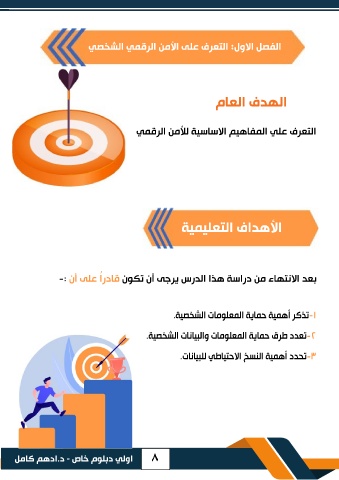 الفصل الاول: التعرف على الأمن الرقمي الشخصي
الهدف العام
التعرف علي المفاهيم الاساسية للأمن الرقمي
الأهداف التعليمية
بعد الانتهاء من دراسة هذا الدرس يرجى أن تكون قادراً على أن :-
١-تذكر أهمية حماية المعلومات الشخصية.
٢-تعدد طرف حماية المعلومات والبيانات الشخصية.
٣-تحدد أهمية النسخ الاحتياطي للبيانات.
٨
اولي دبلوم خاص - د.ادهم كامل